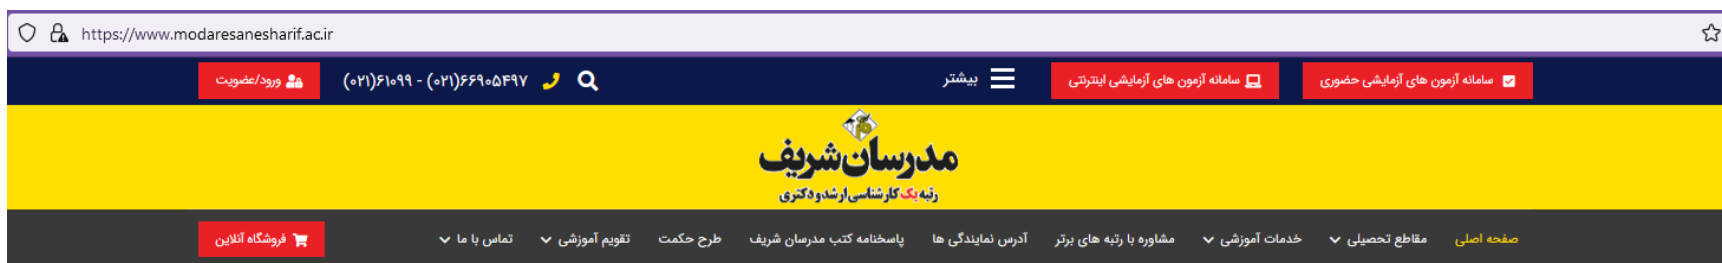 https://www.modaresanesharif.ac.ir
سامانه آزمون های آزمایشی حضوری سامانه آزمون های آزمایشی اینترنتی بیشتر (۰۲۱)۶۱۰۹۹ - (۰۲۱)۶۶۹۰۵۴۹۷ ورود/عضویت
مدرسان شریف
رتبه یک کارشناسی ارشد و دکتری
صفحه اصلی مقاطع تحصیلی خدمات آموزشی مشاوره با رتبه های برتر آدرس نمایندگی ها پاسخنامه کتب مدرسان شریف طرح حکمت تقویم آموزشی تماس با ما فروشگاه آنلاین